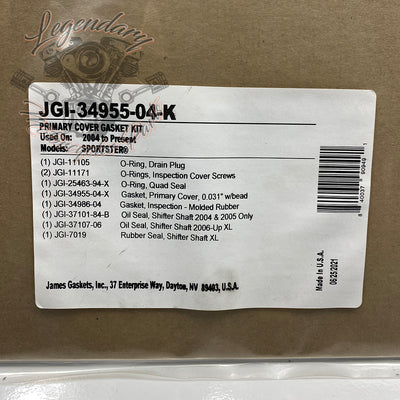 Legendary
JGI-34955-04-K
PRIMARY COVER GASKET KIT
Used On: 2004 to Present
Models: SPORTSTER®
(1) JGI-11105 O-Ring, Drain Plug
(2) JGI-11171 O-Rings, Inspection Cover Screws
(1) JGI-25463-94-X O-Ring, Quad Seal
(1) JGI-34955-04-X Gasket, Primary Cover, 0.031" w/bead
(1) JGI-34986-04 Gasket, Inspection - Molded Rubber
(1) JGI-37101-84-B Oil Seal, Shifter Shaft 2004 & 2005 Only
(1) JGI-37107-06 Oil Seal, Shifter Shaft 2006-Up XL
(1) JGI-7019 Rubber Seal, Shifter Shaft XL
James Gaskets, Inc., 37 Enterprise Way, Dayton, NV 89403, U.S.A.
Made In U.S.A.
06/25/2021